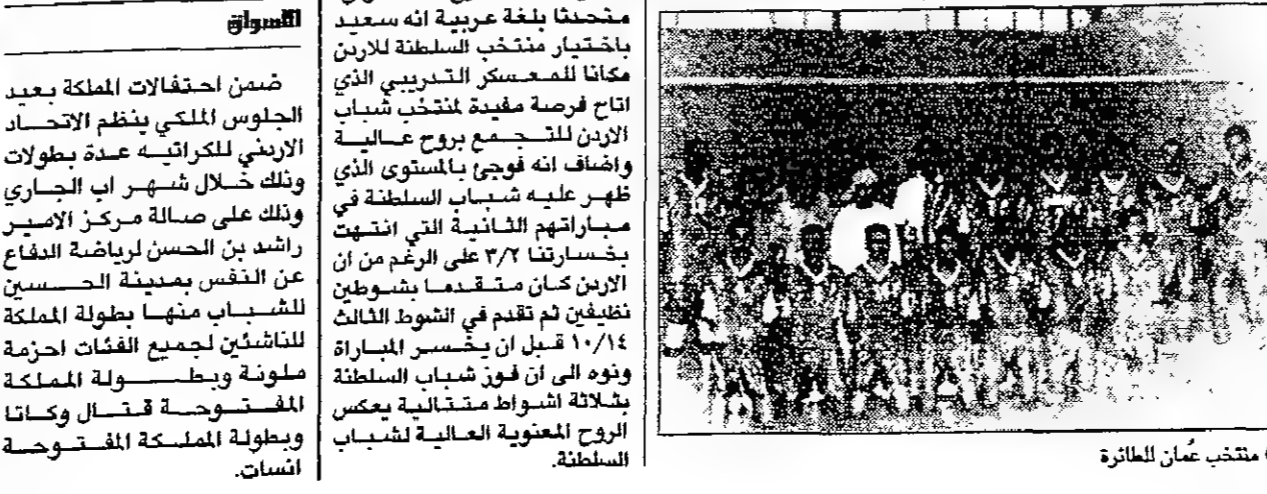 منتخب عُمان للطائرة
متحدثا بلغة عربية انه سعيد
باختيار منتخب السلطنة للاردن
مكانا للمعسكر التدريبي الذي
اتاح فرصة مفيدة لمنتخب شباب
الاردن للتجمع بروح عالية
واضاف انه فوجئ بالمستوى الذي
ظهر عليه شباب السلطنة في
مباراتهم الثانية التي انتهت
بخسارتنا ٣/٢ على الرغم من ان
الاردن كان متقدما بشوطين
نظيفين ثم تقدم في الشوط الثالث
١٠/١٤ قبل ان يخسر المباراة
ونوه الى ان فوز شباب السلطنة
بثلاثة اشواط متتالية يعكس
الروح المعنوية العالية لشباب
السلطنة.
الأسواق
ضمن احتفالات المملكة بعيد
الجلوس الملكي ينظم الاتحاد
الاردني للكراتيه عدة بطولات
وذلك خلال شهر اب الجاري
وذلك على صالة مركز الامير
راشد بن الحسن لرياضة الدفاع
عن النفس بمدينة الحسين
للشباب منها بطولة المملكة
للناشئين لجميع الفئات احزمة
ملونة وبطولة المملكة
المفتوحة قتال وكاتا
وبطولة المملكة المفتوحة
انسات.